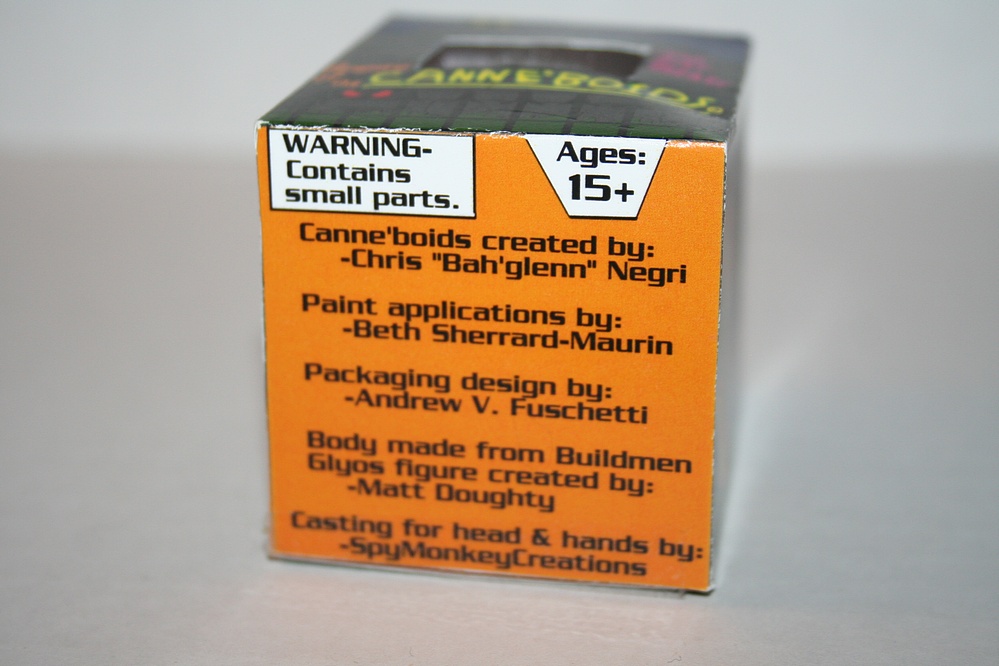 CANNE'BOIDS
WARNING-
Contains
small parts.
Ages:
15+
Canne'boids created by:
-Chris "Bah'glenn" Negri
Paint applications by:
-Beth Sherrard-Maurin
Packaging design by:
-Andrew V. Fuschetti
Body made from Buildmen
Glyos figure created by:
-Matt Doughty
Casting for head & hands by:
-SpyMonkeyCreations